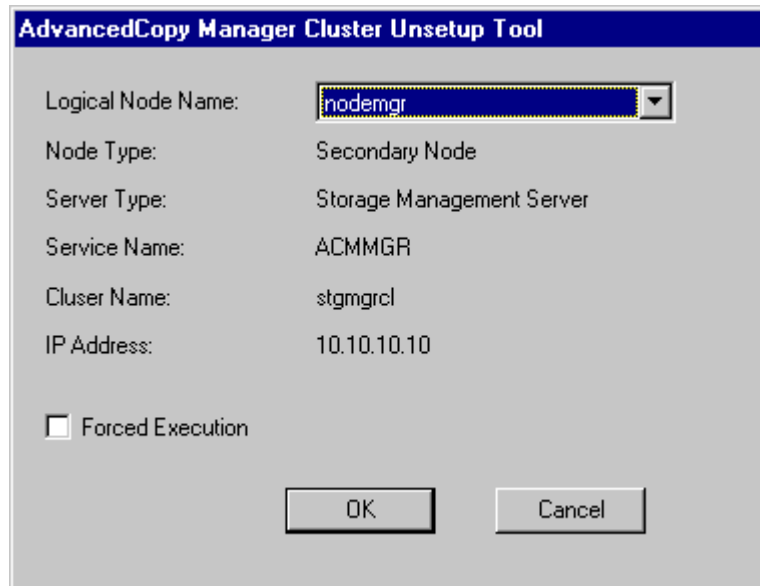 AdvancedCopy Manager Cluster Unsetup Tool
Logical Node Name: nodemgr
Node Type: Secondary Node
Server Type: Storage Management Server
Service Name: ACMMGR
Cluser Name: stgmgrcl
IP Address: 10.10.10.10
Forced Execution
OK Cancel